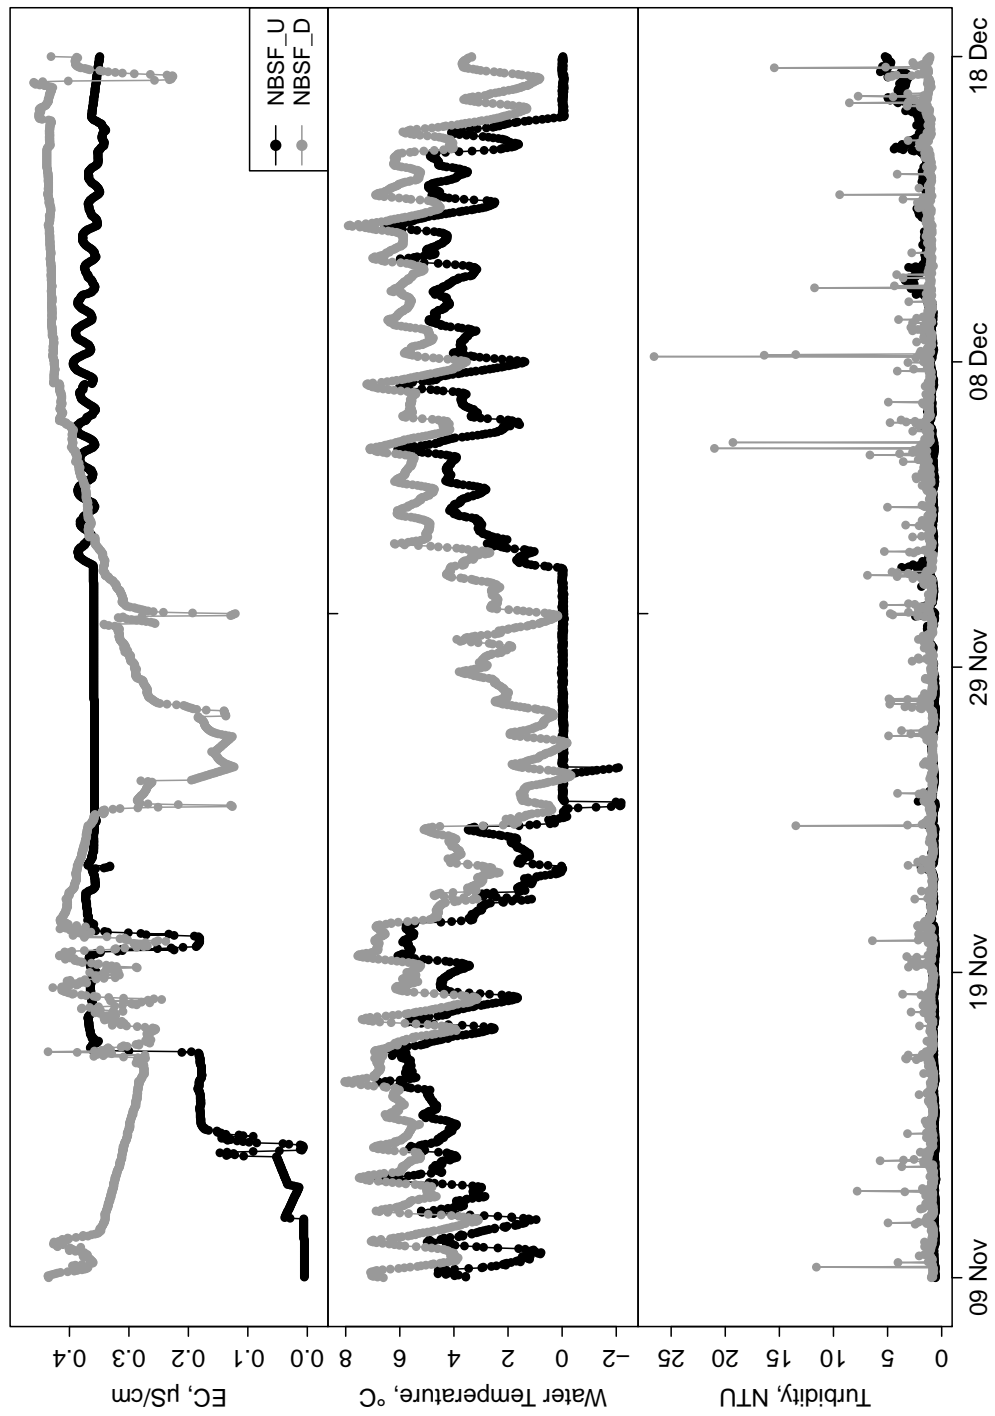 EC, µS/cm
0.0
0.1
0.2
0.3
0.4
NBSF_U
NBSF_D
Water Temperature, °C
−2
0
2
4
6
8
Turbidity, NTU
0
5
10
15
20
25
09 Nov
19 Nov
29 Nov
08 Dec
18 Dec